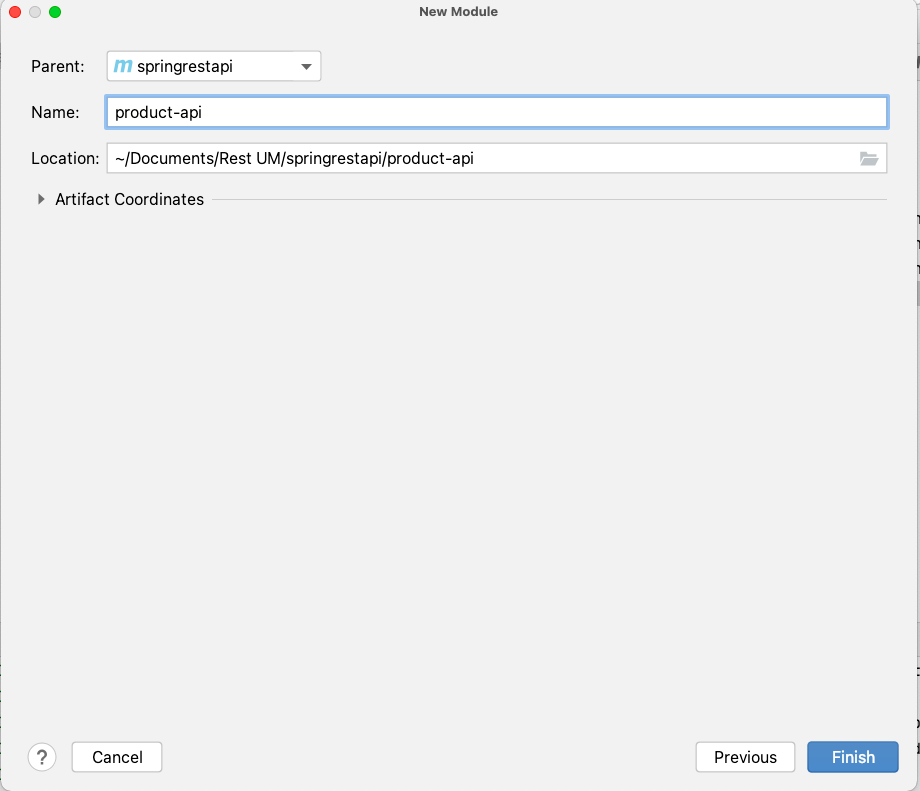 New Module
Parent: m springrestapi
Name: product-api
Location: ~/Documents/Rest UM/springrestapi/product-api
Artifact Coordinates
? Cancel Previous Finish